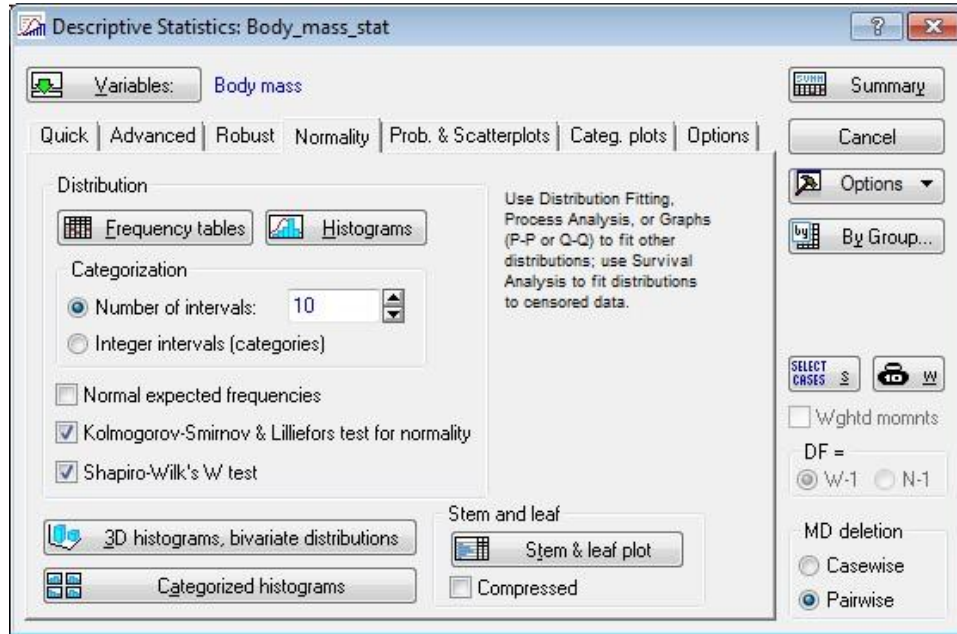 Descriptive Statistics: Body_mass_stat
?
Variables: Body mass
Summary
Quick Advanced Robust Normality Prob. & Scatterplots Categ. plots Options
Cancel
Options
By Group...
Distribution
Frequency tables Histograms
Use Distribution Fitting,
Process Analysis, or Graphs
(P-P or Q-Q) to fit other
distributions; use Survival
Analysis to fit distributions
to censored data.
Categorization
Number of intervals: 10
Integer intervals (categories)
Normal expected frequencies
Kolmogorov-Smirnov & Lilliefors test for normality
Shapiro-Wilk's W test
SELECT
CASES S W
Wghtd momnts
DF =
W-1 N-1
3D histograms, bivariate distributions
Categorized histograms
Stem and leaf
Stem & leaf plot
Compressed
MD deletion
Casewise
Pairwise